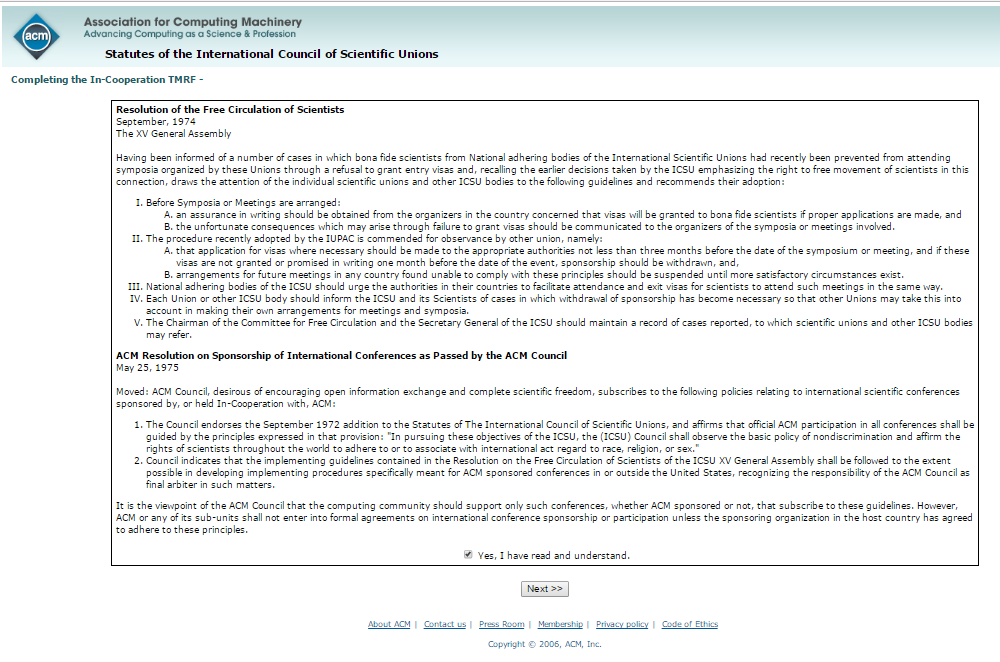 acm
Association for Computing Machinery
Advancing Computing as a Science & Profession
Statutes of the International Council of Scientific Unions
Completing the In-Cooperation TMRF -
Resolution of the Free Circulation of Scientists
September, 1974
The XV General Assembly
Having been informed of a number of cases in which bona fide scientists from National adhering bodies of the International Scientific Unions had recently been prevented from attending
symposia organized by these Unions through a refusal to grant entry visas and, recalling the earlier decisions taken by the ICSU emphasizing the right to free movement of scientists in this
connection, draws the attention of the individual scientific unions and other ICSU bodies to the following guidelines and recommends their adoption:
I. Before Symposia or Meetings are arranged:
A. an assurance in writing should be obtained from the organizers in the country concerned that visas will be granted to bona fide scientists if proper applications are made, and
B. the unfortunate consequences which may arise through failure to grant visas should be communicated to the organizers of the symposia or meetings involved.
II. The procedure recently adopted by the IUPAC is commended for observance by other union, namely:
A. that application for visas where necessary should be made to the appropriate authorities not less than three months before the date of the symposium or meeting, and if these
visas are not granted or promised in writing one month before the date of the event, sponsorship should be withdrawn, and,
B. arrangements for future meetings in any country found unable to comply with these principles should be suspended until more satisfactory circumstances exist.
III. National adhering bodies of the ICSU should urge the authorities in their countries to facilitate attendance and exit visas for scientists to attend such meetings in the same way.
IV. Each Union or other ICSU body should inform the ICSU and its Scientists of cases in which withdrawal of sponsorship has become necessary so that other Unions may take this into
account in making their own arrangements for meetings and symposia.
V. The Chairman of the Committee for Free Circulation and the Secretary General of the ICSU should maintain a record of cases reported, to which scientific unions and other ICSU bodies
may refer.
ACM Resolution on Sponsorship of International Conferences as Passed by the ACM Council
May 25, 1975
Moved: ACM Council, desirous of encouraging open information exchange and complete scientific freedom, subscribes to the following policies relating to international scientific conferences
sponsored by, or held In-Cooperation with, ACM:
1. The Council endorses the September 1972 addition to the Statutes of The International Council of Scientific Unions, and affirms that official ACM participation in all conferences shall be
guided by the principles expressed in that provision: "In pursuing these objectives of the ICSU, the (ICSU) Council shall observe the basic policy of nondiscrimination and affirm the
rights of scientists throughout the world to adhere to or to associate with international act regard to race, religion, or sex."
2. Council indicates that the implementing guidelines contained in the Resolution on the Free Circulation of Scientists of the ICSU XV General Assembly shall be followed to the extent
possible in developing implementing procedures specifically meant for ACM sponsored conferences in or outside the United States, recognizing the responsibility of the ACM Council as
final arbiter in such matters.
It is the viewpoint of the ACM Council that the computing community should support only such conferences, whether ACM sponsored or not, that subscribe to these guidelines. However,
ACM or any of its sub-units shall not enter into formal agreements on international conference sponsorship or participation unless the sponsoring organization in the host country has agreed
to adhere to these principles.
Yes, I have read and understand.
Next >>
About ACM | Contact us | Press Room | Membership | Privacy policy | Code of Ethics
Copyright © 2006, ACM, Inc.